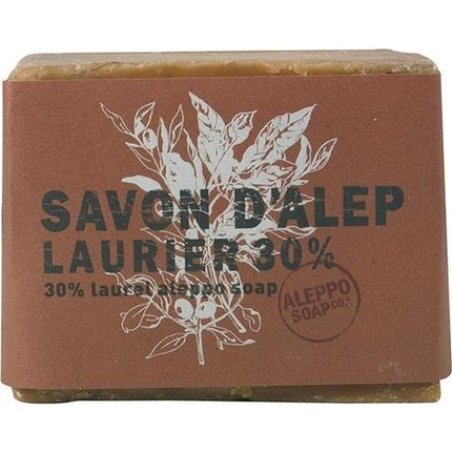 SAVON D'ALEP
LAURIER 30%
30% laurel aleppo soap
ALEPPO
SOAP CO.